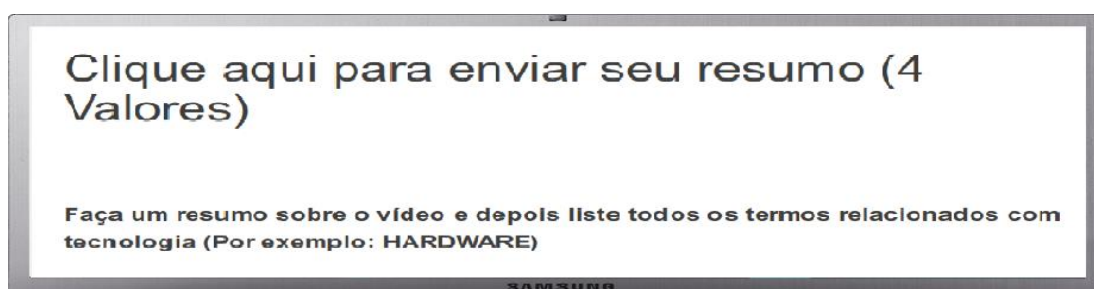 Clique aqui para enviar seu resumo (4
Valores)
Faça um resumo sobre o vídeo e depois liste todos os termos relacionados com
tecnologia (Por exemplo: HARDWARE)
SAMSUNG